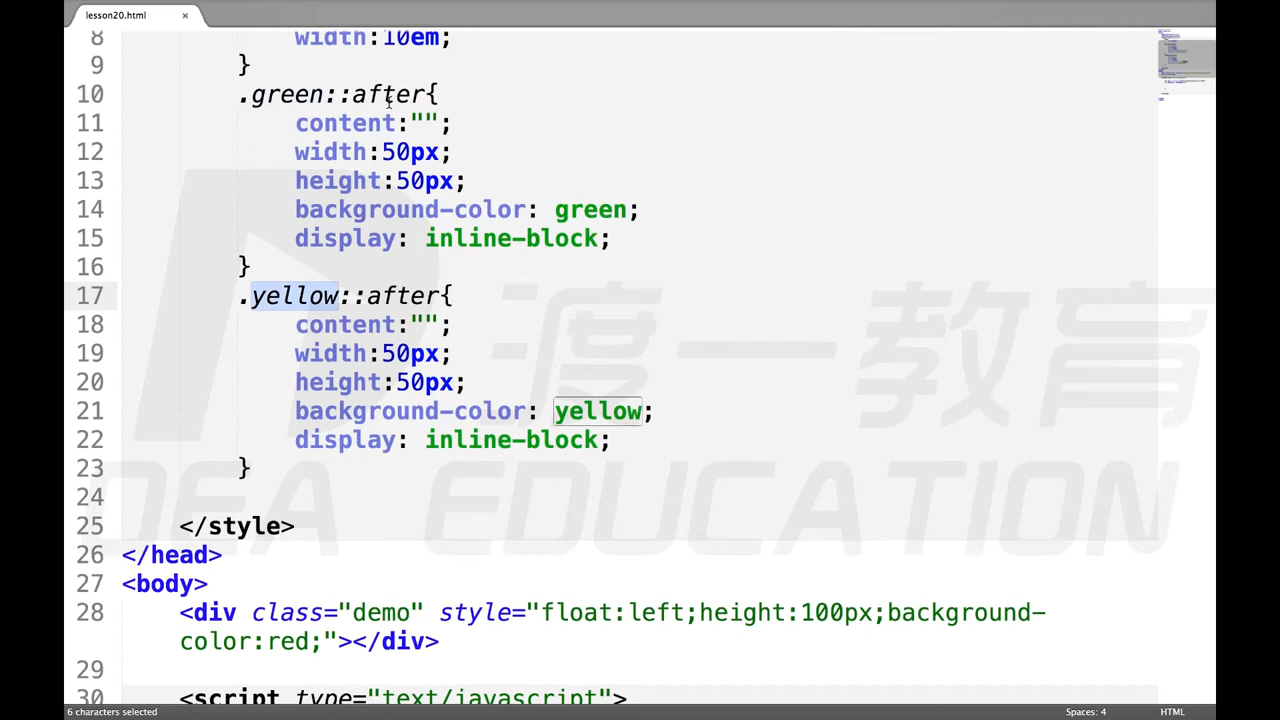 lesson20.html ×
8 width:10em;
9 }
10 .green::after{
11 content:"";
12 width:50px;
13 height:50px;
14 background-color: green;
15 display: inline-block;
16 }
17 .yellow::after{
18 content:"";
19 width:50px;
20 height:50px;
21 background-color: yellow;
22 display: inline-block;
23 }
24
25 </style>
26 </head>
27 <body>
28 <div class="demo" style="float:left;height:100px;background-
color:red;"></div>
29
30 <script type="text/javascript">
渡一教育
EDUCATION
6 characters selected
Spaces: 4
HTML